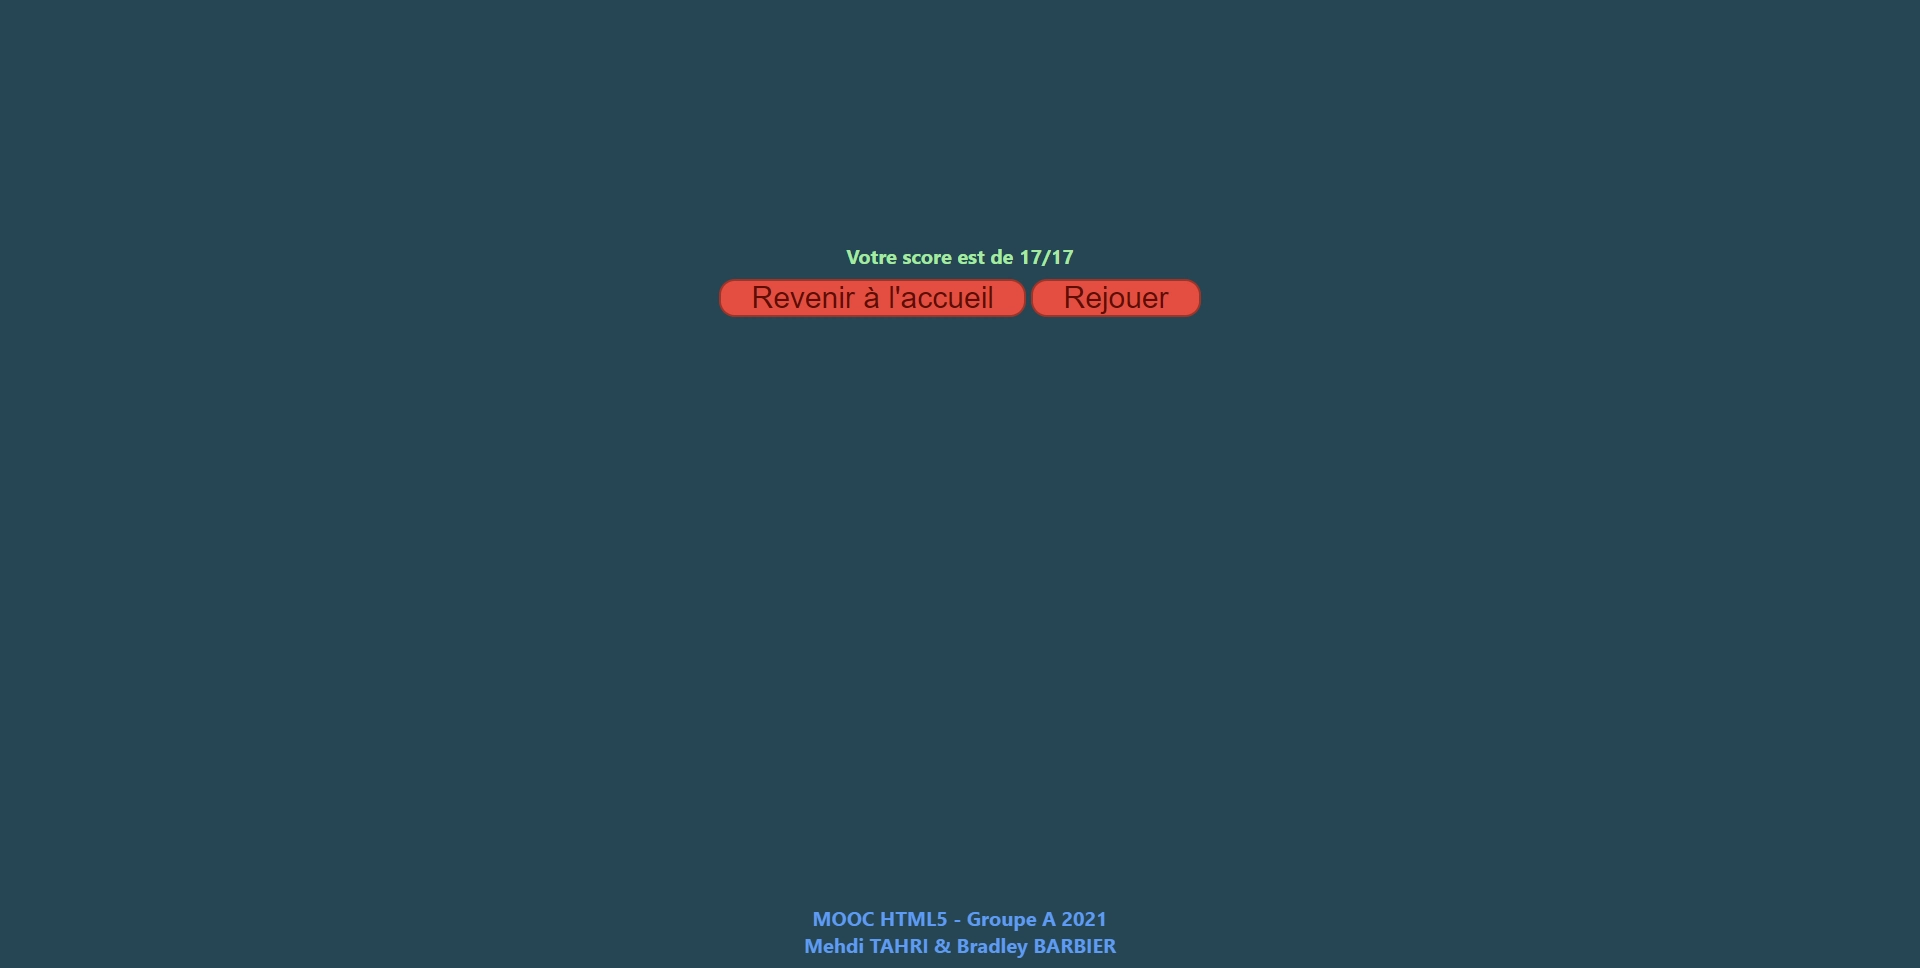 Votre score est de 17/17
Revenir à l'accueil Rejouer
MOOC HTML5 - Groupe A 2021
Mehdi TAHRI & Bradley BARBIER